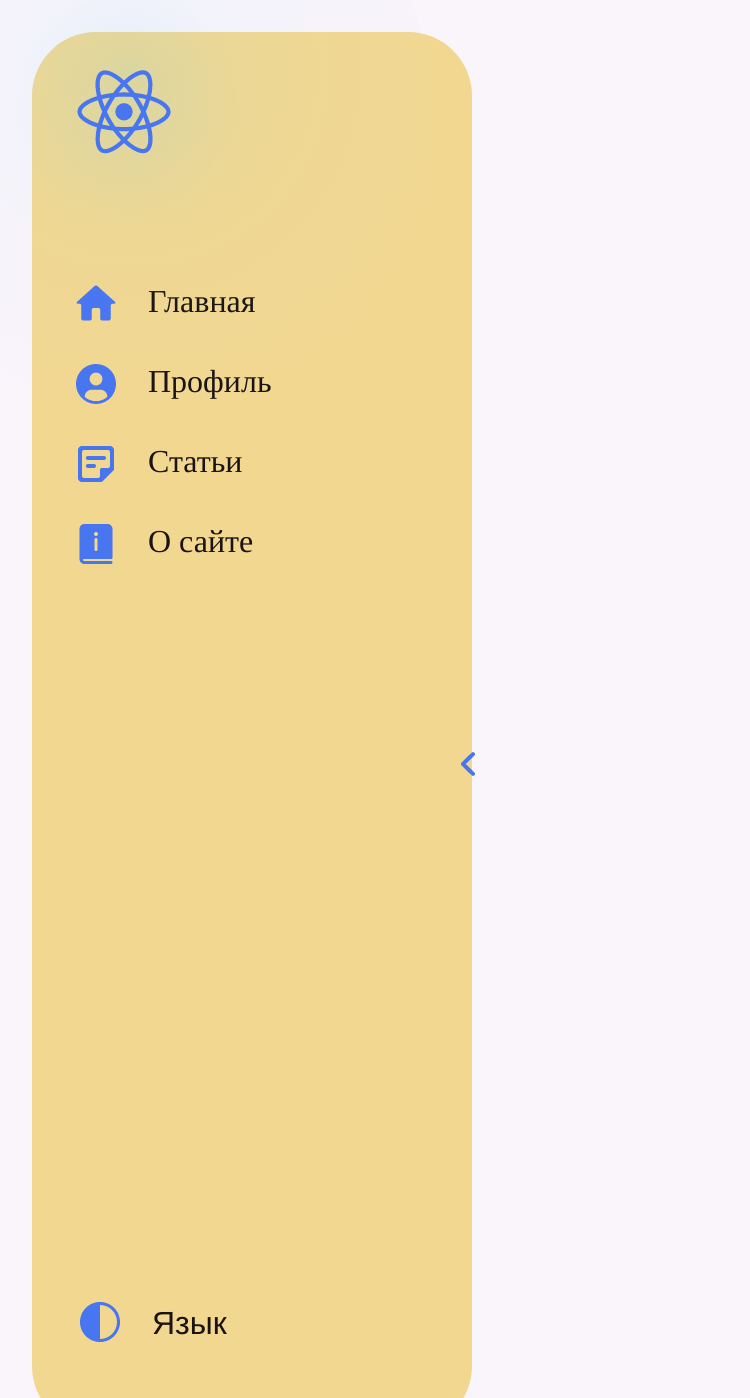 Главная
Профиль
Статьи
О сайте
Язык